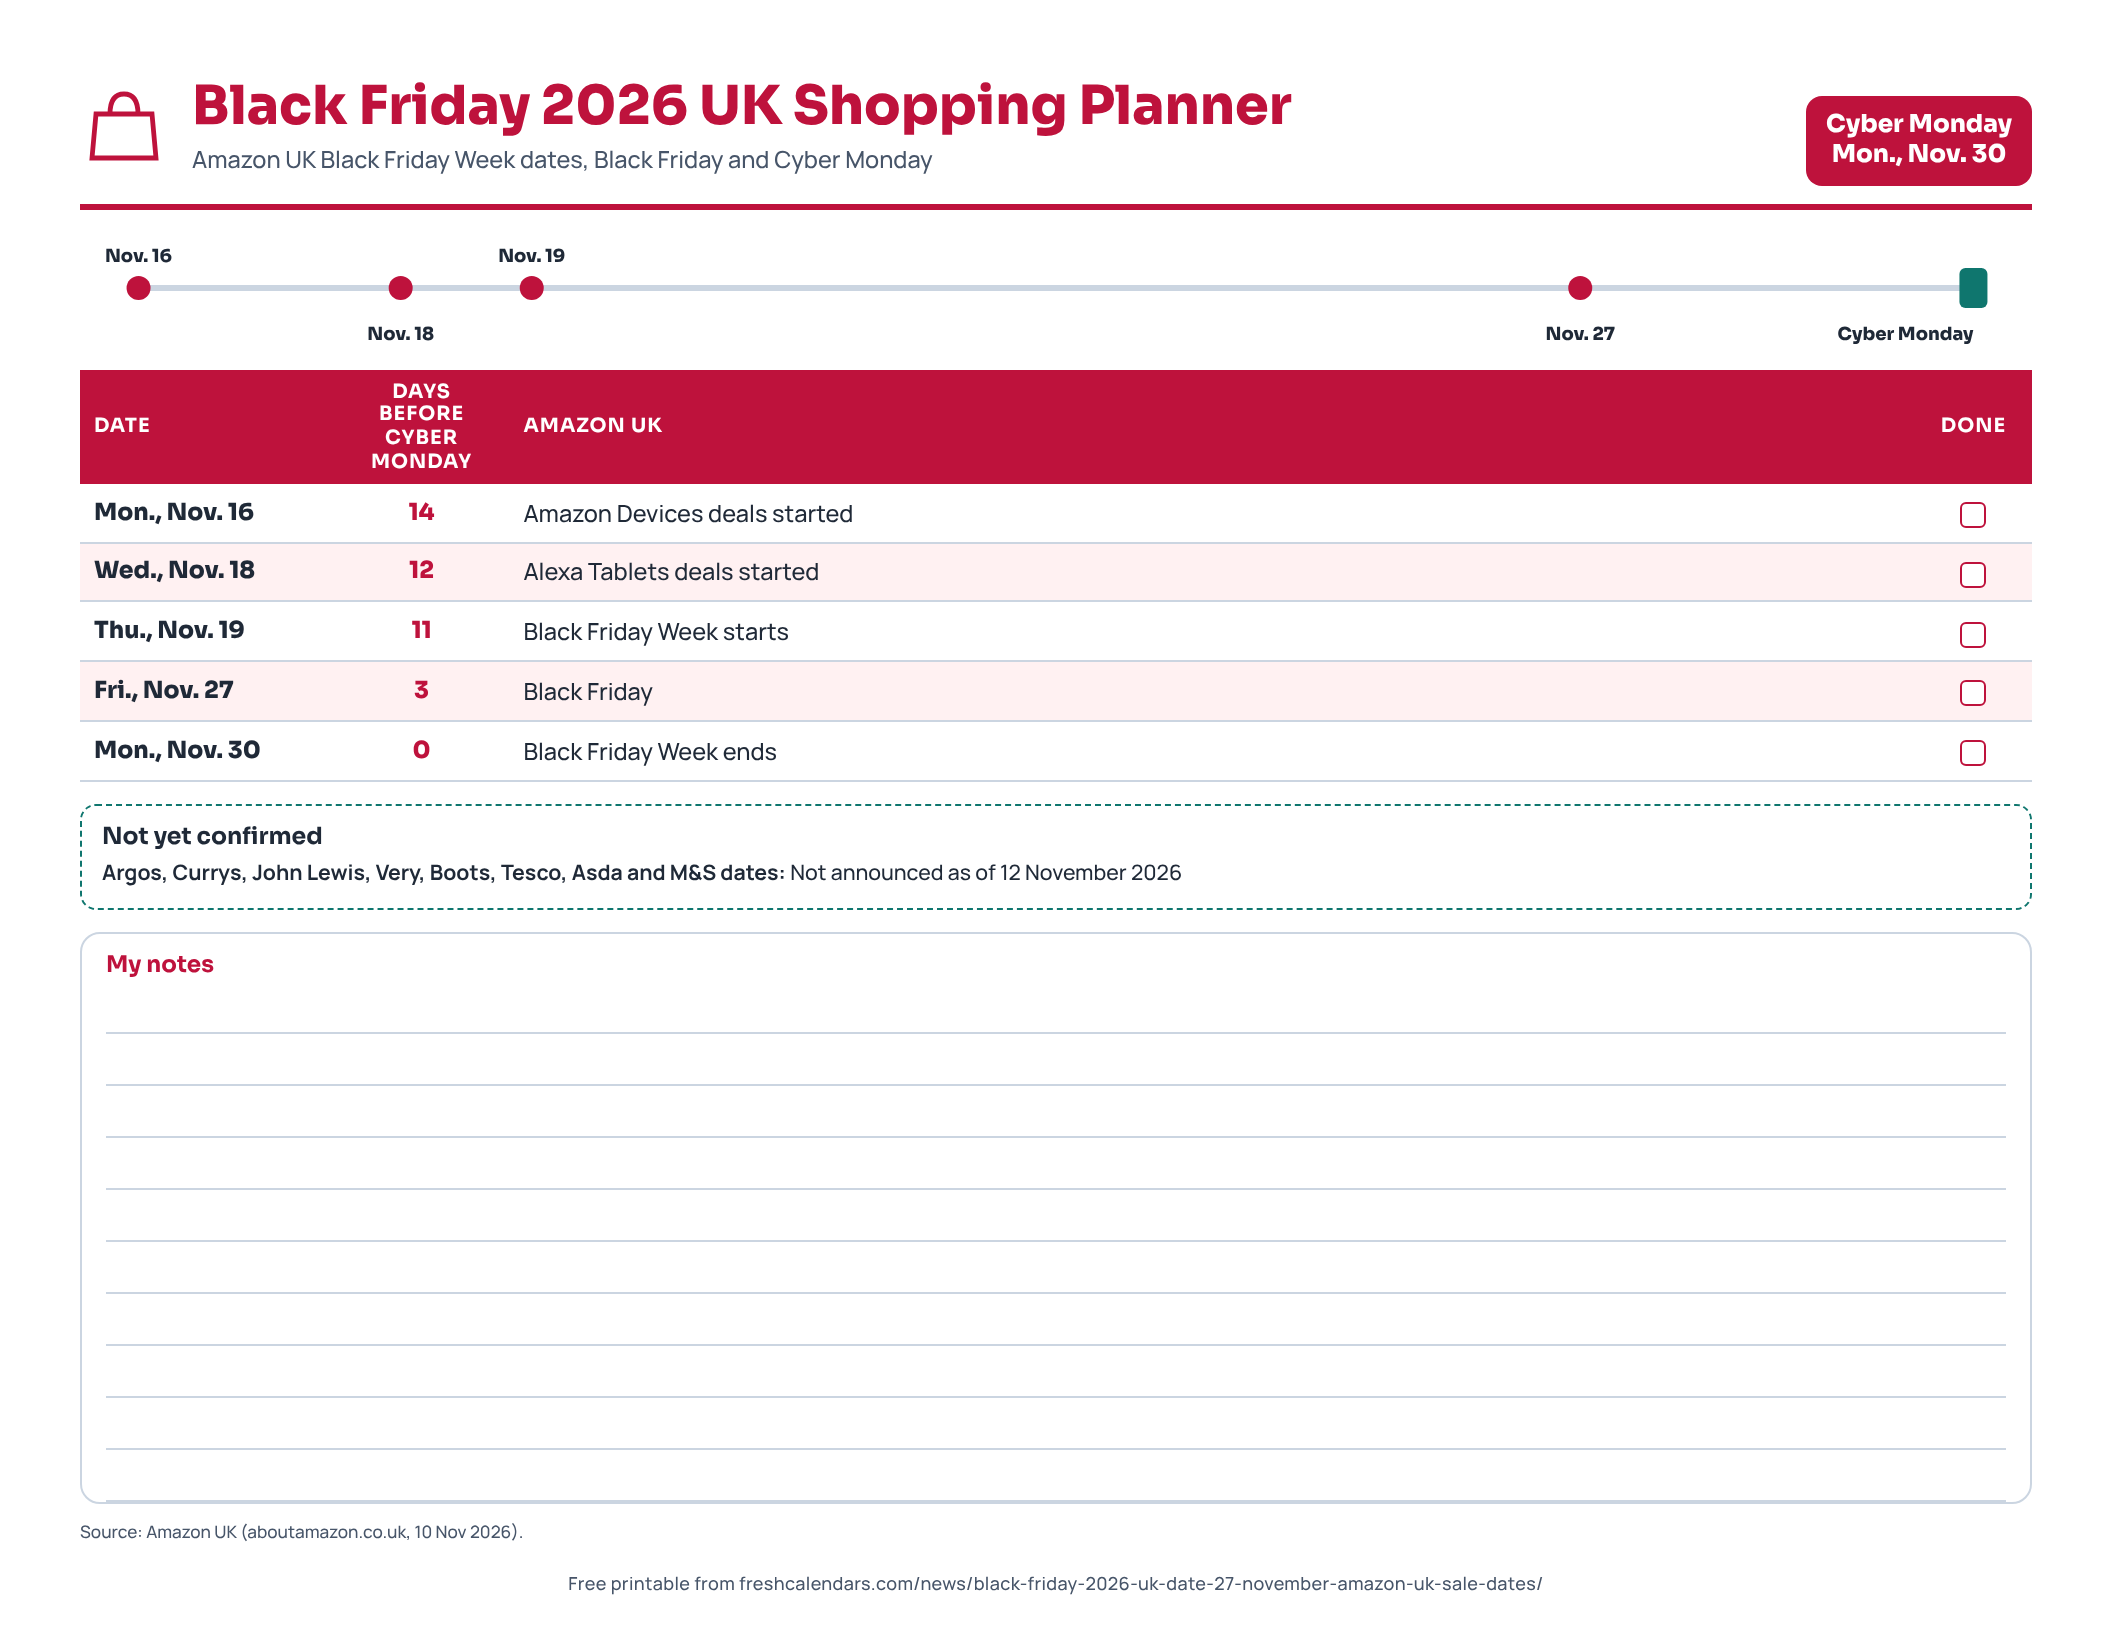 Black Friday 2026 UK Shopping Planner
Amazon UK Black Friday Week dates, Black Friday and Cyber Monday
Cyber Monday
Mon., Nov. 30
Nov. 16
Nov. 18
Nov. 19
Nov. 27
Cyber Monday
DATE
DAYS
BEFORE
CYBER
MONDAY
AMAZON UK
DONE
Mon., Nov. 16 14 Amazon Devices deals started
Wed., Nov. 18 12 Alexa Tablets deals started
Thu., Nov. 19 11 Black Friday Week starts
Fri., Nov. 27 3 Black Friday
Mon., Nov. 30 0 Black Friday Week ends
Not yet confirmed
Argos, Currys, John Lewis, Very, Boots, Tesco, Asda and M&S dates: Not announced as of 12 November 2026
My notes
Source: Amazon UK (aboutamazon.co.uk, 10 Nov 2026).
Free printable from freshcalendars.com/news/black-friday-2026-uk-date-27-november-amazon-uk-sale-dates/